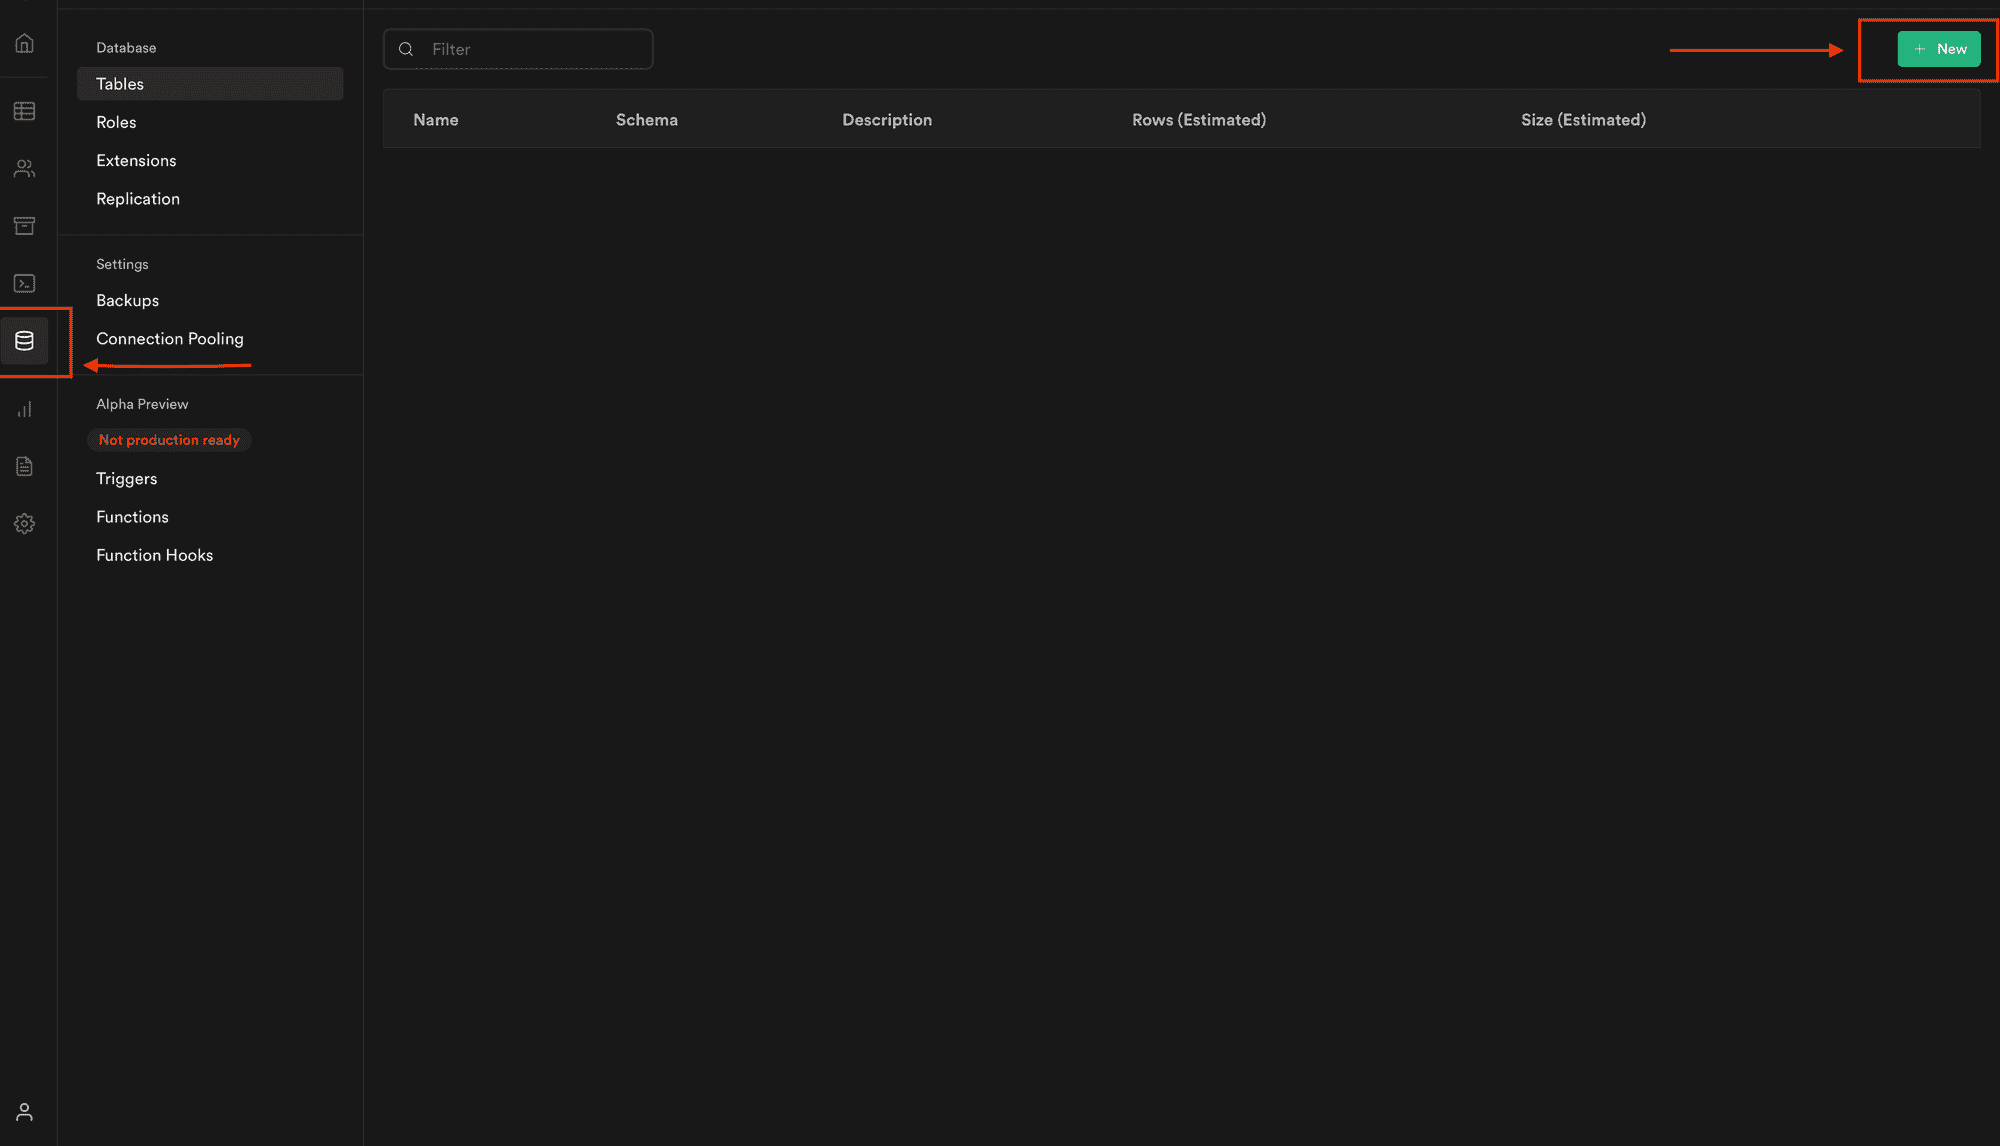 Database
Tables
Roles
Extensions
Replication
Settings
Backups
Connection Pooling
Alpha Preview
Not production ready
Triggers
Functions
Function Hooks
Filter
+ New
Name Schema Description Rows (Estimated) Size (Estimated)